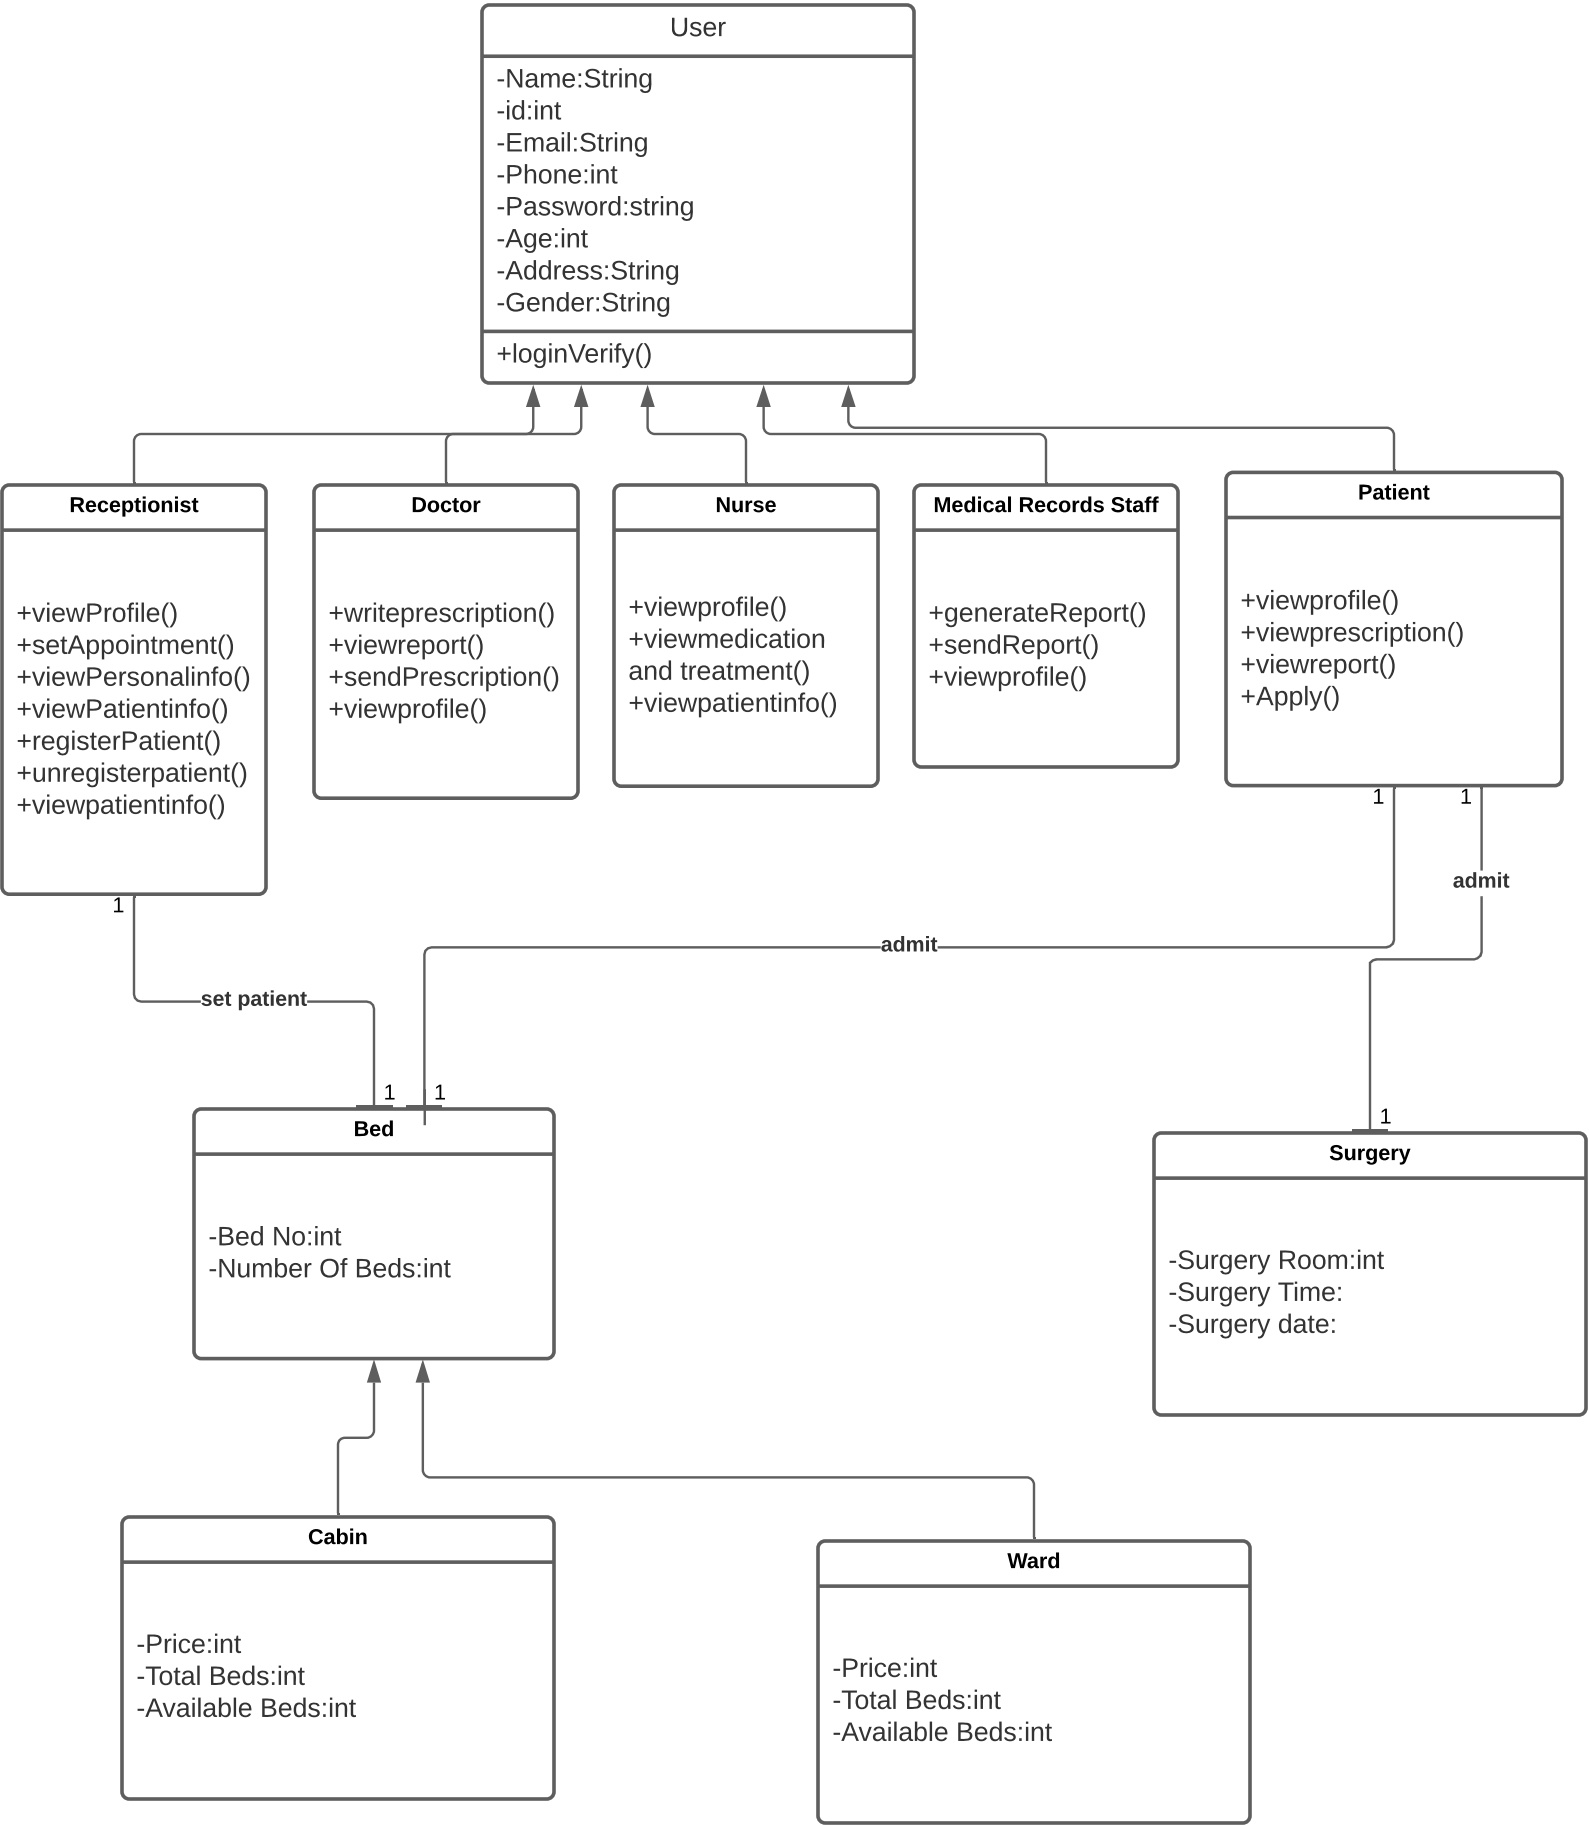 User
-Name:String
-id:int
-Email:String
-Phone:int
-Password:string
-Age:int
-Address:String
-Gender:String
+loginVerify()
Receptionist
+viewProfile()
+setAppointment()
+viewPersonalinfo()
+viewPatientinfo()
+registerPatient()
+unregisterpatient()
+viewpatientinfo()
Doctor
+writeprescription()
+viewreport()
+sendPrescription()
+viewprofile()
Nurse
+viewprofile()
+viewmedication
and treatment()
+viewpatientinfo()
Medical Records Staff
+generateReport()
+sendReport()
+viewprofile()
Patient
+viewprofile()
+viewprescription()
+viewreport()
+Apply()
1
1
admit
1
admit
set patient
1
1
1
Bed
-Bed No:int
-Number Of Beds:int
Surgery
-Surgery Room:int
-Surgery Time:
-Surgery date:
Cabin
-Price:int
-Total Beds:int
-Available Beds:int
Ward
-Price:int
-Total Beds:int
-Available Beds:int